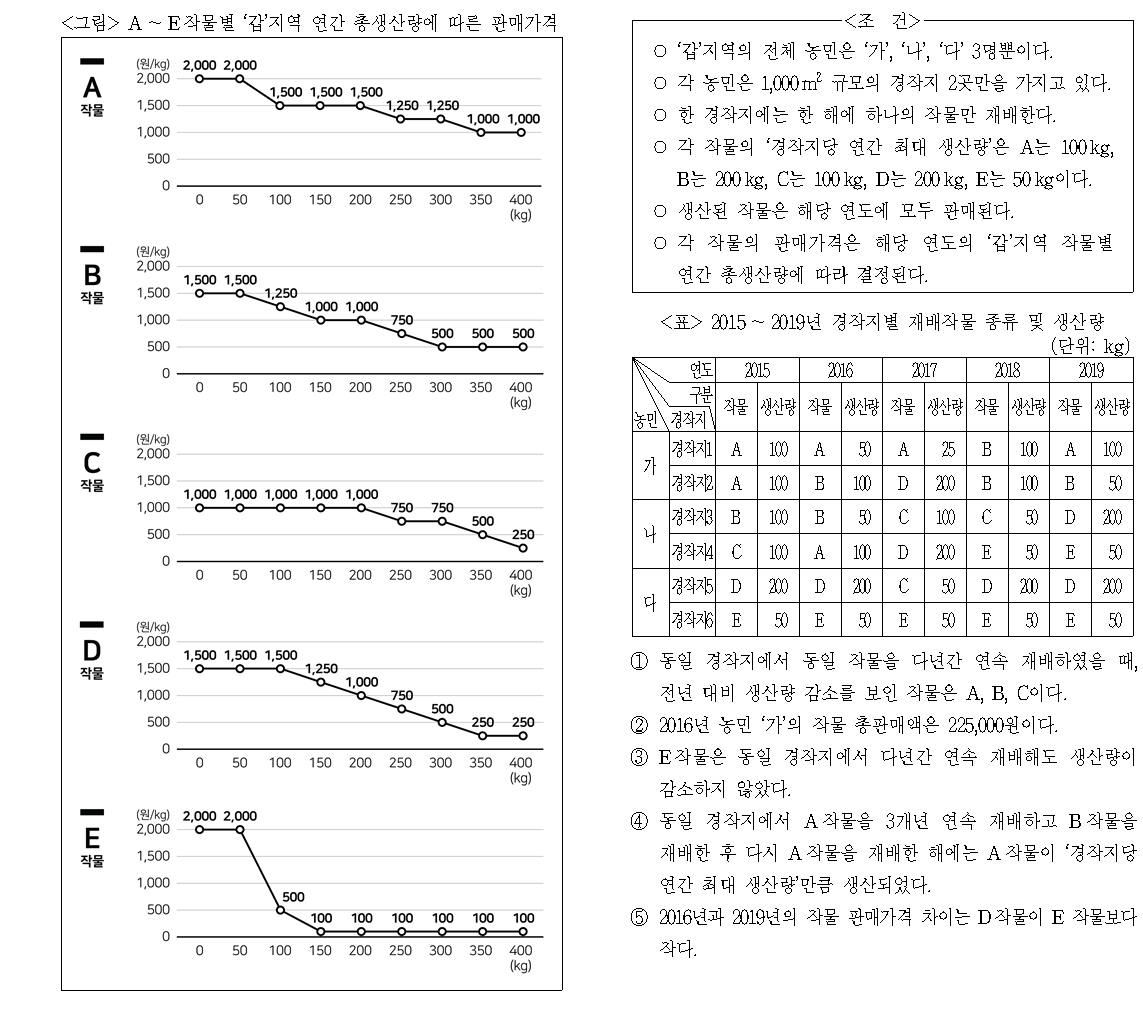 <그림> A ~ E작물별 '갑'지역 연간 총생산량에 따른 판매가격
A
작물
(원/kg)
2,000
1,500
1,000
500
0
2,000 2,000 1,500 1,500 1,500 1,250 1,250 1,000 1,000
0 50 100 150 200 250 300 350 400
(kg)
B
작물
(원/kg)
2,000
1,500
1,000
500
0
1,500 1,500 1,250 1,000 1,000 750 500 500 500
0 50 100 150 200 250 300 350 400
(kg)
C
작물
(원/kg)
2,000
1,500
1,000
500
0
1,000 1,000 1,000 1,000 1,000 750 750 500 250
0 50 100 150 200 250 300 350 400
(kg)
D
작물
(원/kg)
2,000
1,500
1,000
500
0
1,500 1,500 1,500 1,250 1,000 750 500 250 250
0 50 100 150 200 250 300 350 400
(kg)
E
작물
(원/kg)
2,000
1,500
1,000
500
0
2,000 2,000 500 100 100 100 100 100 100
0 50 100 150 200 250 300 350 400
(kg)
<조 건>
○ '갑'지역의 전체 농민은 '가', '나', '다' 3명뿐이다.
○ 각 농민은 1,000m² 규모의 경작지 2곳만을 가지고 있다.
○ 한 경작지에는 한 해에 하나의 작물만 재배한다.
○ 각 작물의 '경작지당 연간 최대 생산량'은 A는 100kg,
B는 200kg, C는 100kg, D는 200kg, E는 50kg이다.
○ 생산된 작물은 해당 연도에 모두 판매된다.
○ 각 작물의 판매가격은 해당 연도의 '갑'지역 작물별
연간 총생산량에 따라 결정된다.
<표> 2015 ~ 2019년 경작지별 재배작물 종류 및 생산량
(단위: kg)
연도 2015 2016 2017 2018 2019
구분
농민 경작지 작물 생산량 작물 생산량 작물 생산량 작물 생산량 작물 생산량
가 경작지1 A 100 A 50 A 25 B 100 A 100
경작지2 A 100 B 100 D 200 B 100 B 50
나 경작지3 B 100 B 50 C 100 C 50 D 200
경작지4 C 100 A 100 D 200 E 50 E 50
다 경작지5 D 200 D 200 C 50 D 200 D 200
경작지6 E 50 E 50 E 50 E 50 E 50
① 동일 경작지에서 동일 작물을 다년간 연속 재배하였을 때,
전년 대비 생산량 감소를 보인 작물은 A, B, C이다.
② 2016년 농민 '가'의 작물 총판매액은 225,000원이다.
③ E작물은 동일 경작지에서 다년간 연속 재배해도 생산량이
감소하지 않았다.
④ 동일 경작지에서 A작물을 3개년 연속 재배하고 B작물을
재배한 후 다시 A작물을 재배한 해에는 A작물이 '경작지당
연간 최대 생산량'만큼 생산되었다.
⑤ 2016년과 2019년의 작물 판매가격 차이는 D작물이 E 작물보다
작다.